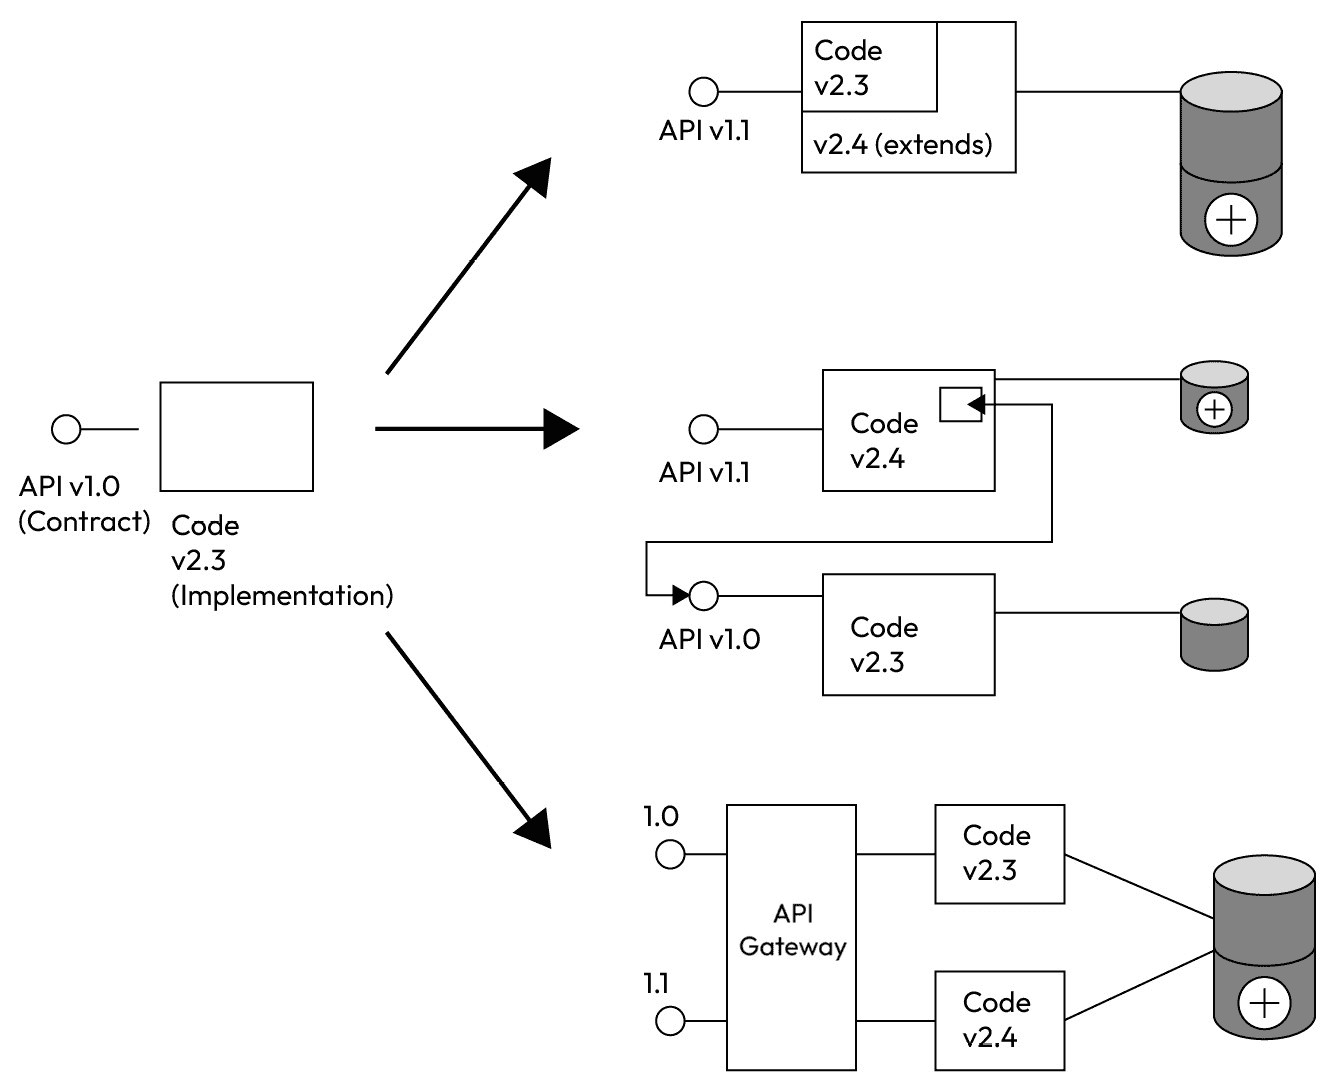 API v1.0
(Contract)
Code
v2.3
(Implementation)
Code
v2.3
v2.4 (extends)
API v1.1
Code
v2.4
API v1.1
Code
v2.3
API v1.0
1.0
1.1
API
Gateway
Code
v2.3
Code
v2.4